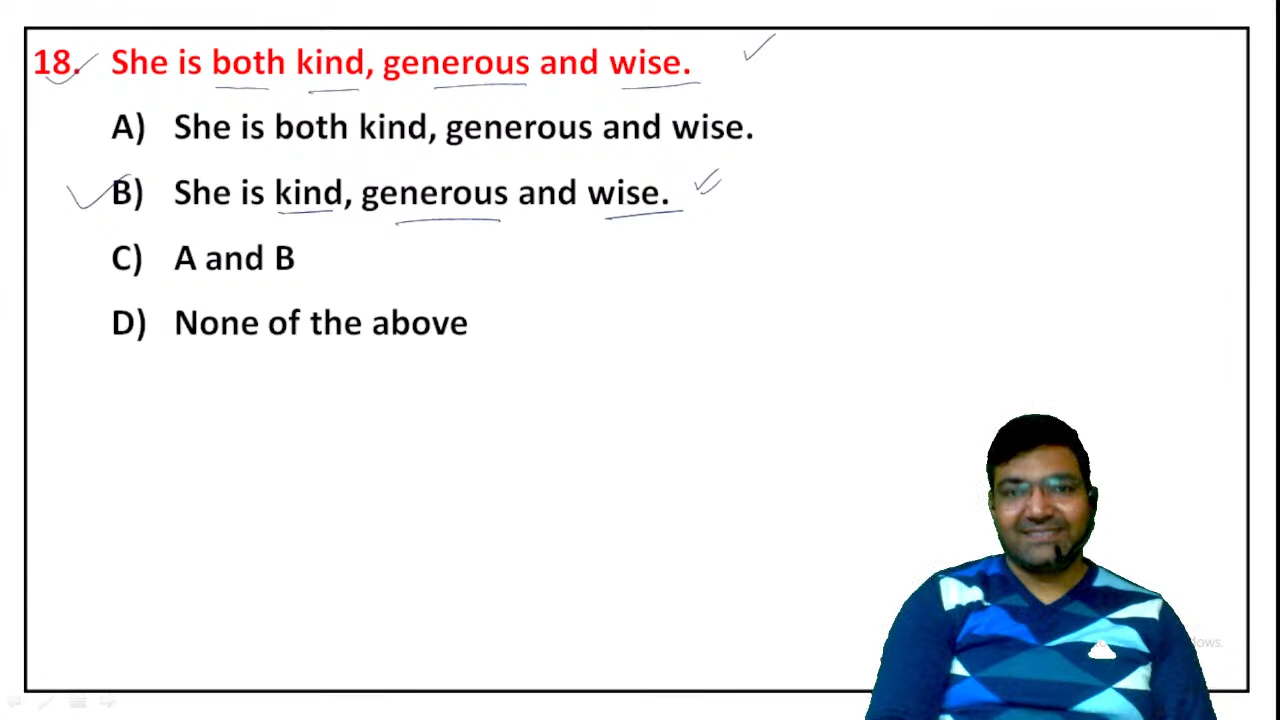 18. She is both kind, generous and wise.
A) She is both kind, generous and wise.
B) She is kind, generous and wise.
C) A and B
D) None of the above